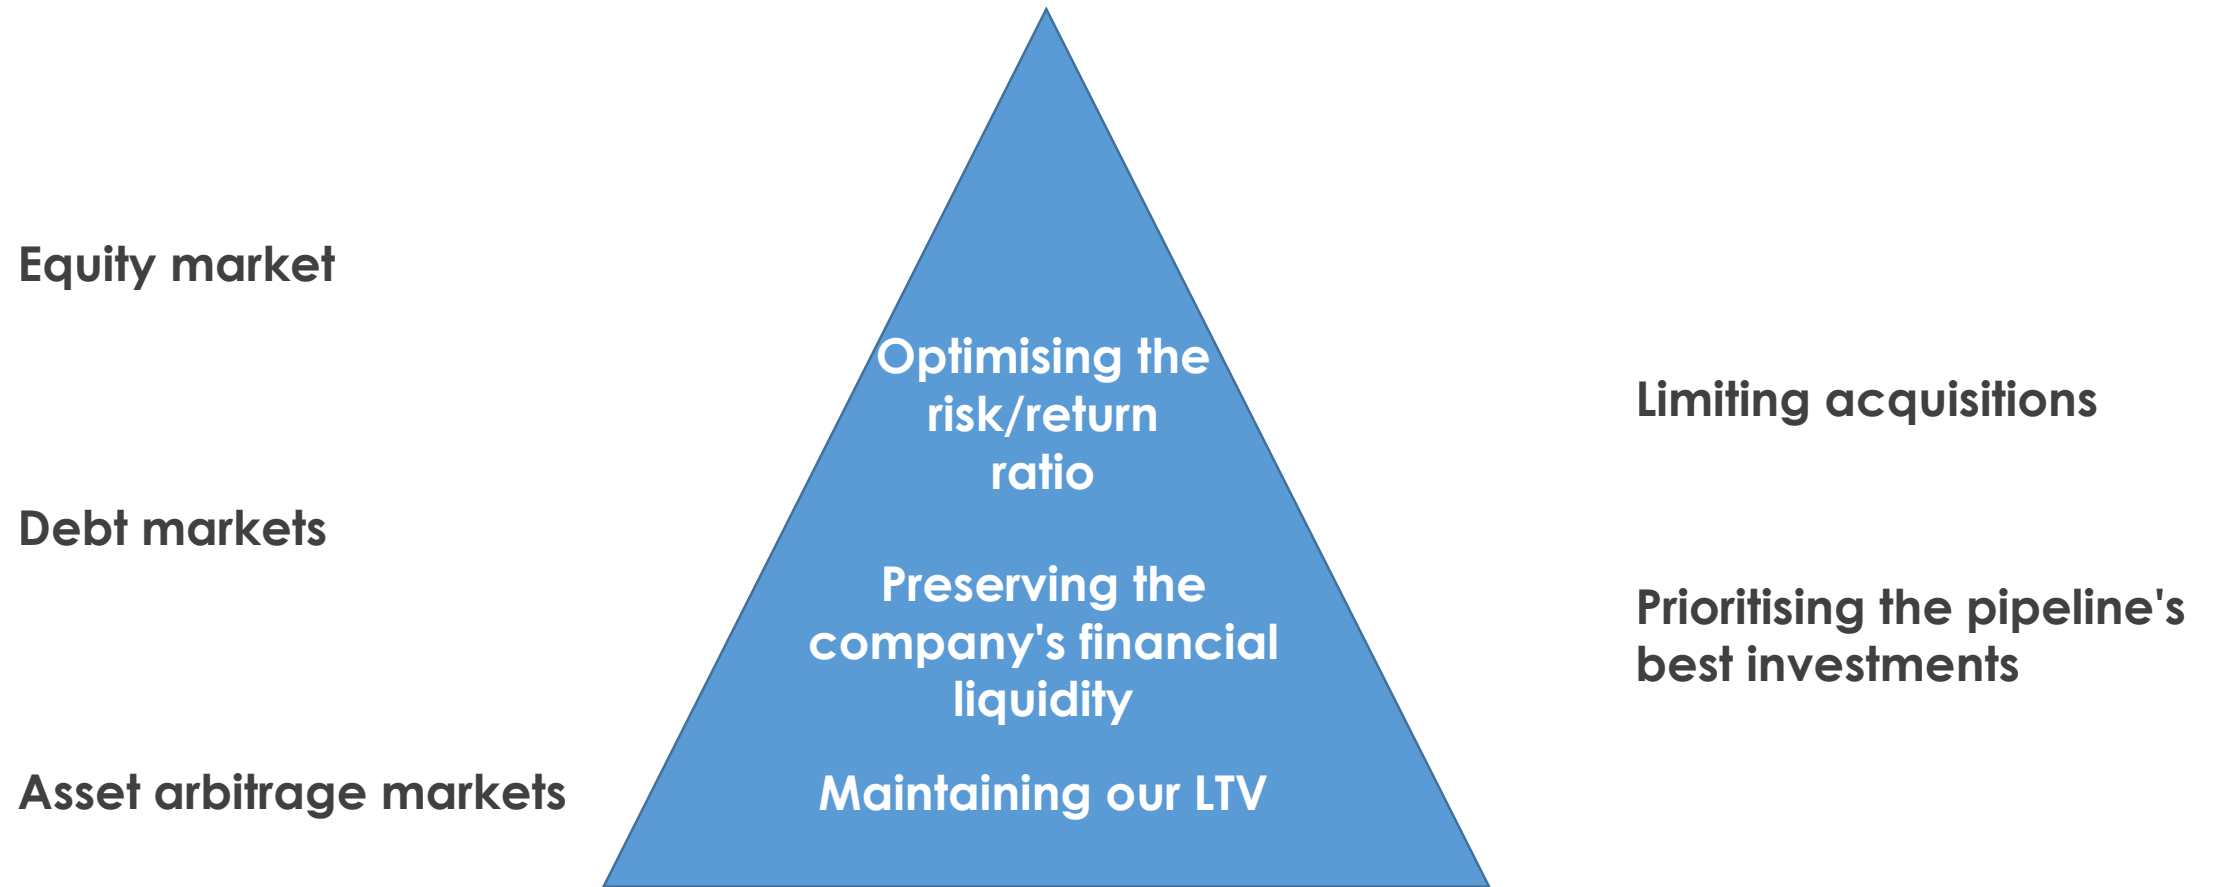 Equity market
Debt markets
Asset arbitrage markets
Optimising the
risk/return
ratio
Preserving the
company's financial
liquidity
Maintaining our LTV
Limiting acquisitions
Prioritising the pipeline's
best investments